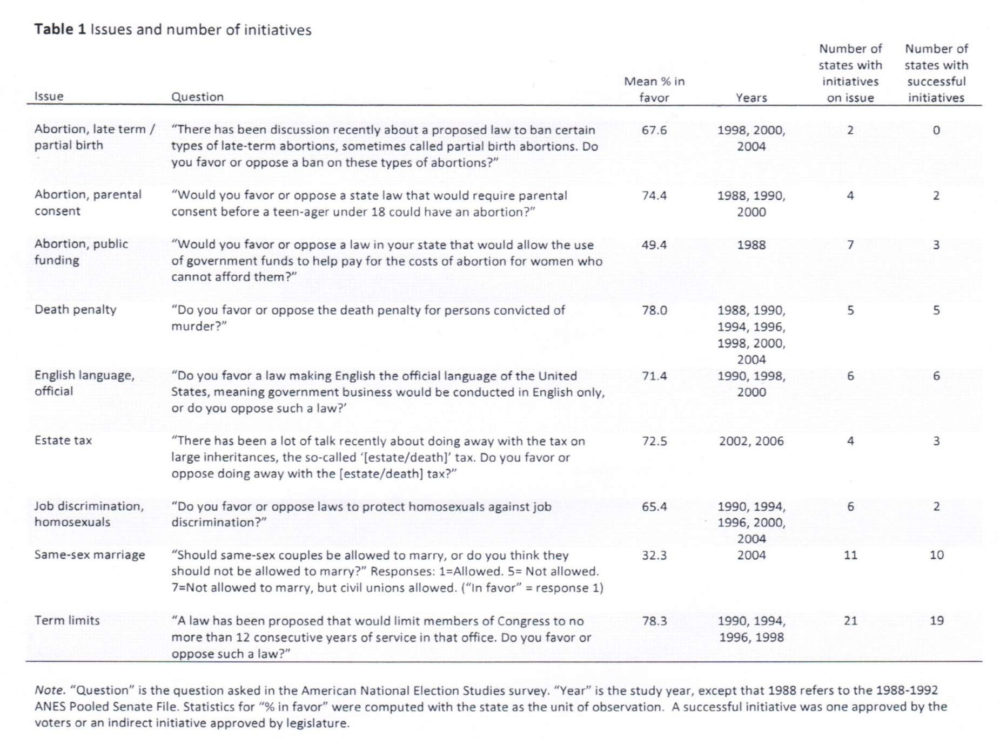 Table 1 Issues and number of initiatives
Issue Question Mean % in favor Years Number of states with initiatives on issue Number of states with successful initiatives
Abortion, late term / “There has been discussion recently about a proposed law to ban certain 67.6 1998, 2000, 2 0
partial birth types of late-term abortions, sometimes called partial birth abortions. Do 2004
you favor or oppose a ban on these types of abortions?”
Abortion, parental “Would you favor or oppose a state law that would require parental 74.4 1988, 1990, 4 2
consent consent before a teen-ager under 18 could have an abortion?” 2000
Abortion, public “Would you favor or oppose a law in your state that would allow the use 49.4 1988 7 3
funding of government funds to help pay for the costs of abortion for women who
cannot afford them?”
Death penalty “Do you favor or oppose the death penalty for persons convicted of 78.0 1988, 1990, 5 5
murder?” 1994, 1996,
1998, 2000,
2004
English language, “Do you favor a law making English the official language of the United 71.4 1990, 1998, 6 6
official States, meaning government business would be conducted in English only, 2000
or do you oppose such a law?’
Estate tax “There has been a lot of talk recently about doing away with the tax on 72.5 2002, 2006 4 3
large inheritances, the so-called ‘[estate/death]’ tax. Do you favor or
oppose doing away with the [estate/death] tax?”
Job discrimination, “Do you favor or oppose laws to protect homosexuals against job 65.4 1990, 1994, 6 2
homosexuals discrimination?” 1996, 2000,
2004
Same-sex marriage “Should same-sex couples be allowed to marry, or do you think they 32.3 2004 11 10
should not be allowed to marry?” Responses: 1=Allowed. 5= Not allowed.
7=Not allowed to marry, but civil unions allowed. (“In favor” = response 1)
Term limits “A law has been proposed that would limit members of Congress to no 78.3 1990, 1994, 21 19
more than 12 consecutive years of service in that office. Do you favor or 1996, 1998
oppose such a law?”
Note. “Question” is the question asked in the American National Election Studies survey. “Year” is the study year, except that 1988 refers to the 1988-1992
ANES Pooled Senate File. Statistics for “% in favor” were computed with the state as the unit of observation. A successful initiative was one approved by the
voters or an indirect initiative approved by legislature.